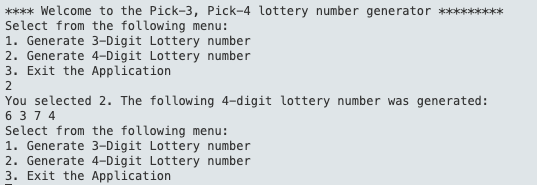 **** Welcome to the Pick-3, Pick-4 lottery number generator *********
Select from the following menu:
1. Generate 3-Digit Lottery number
2. Generate 4-Digit Lottery number
3. Exit the Application
2
You selected 2. The following 4-digit lottery number was generated:
6 3 7 4
Select from the following menu:
1. Generate 3-Digit Lottery number
2. Generate 4-Digit Lottery number
3. Exit the Application